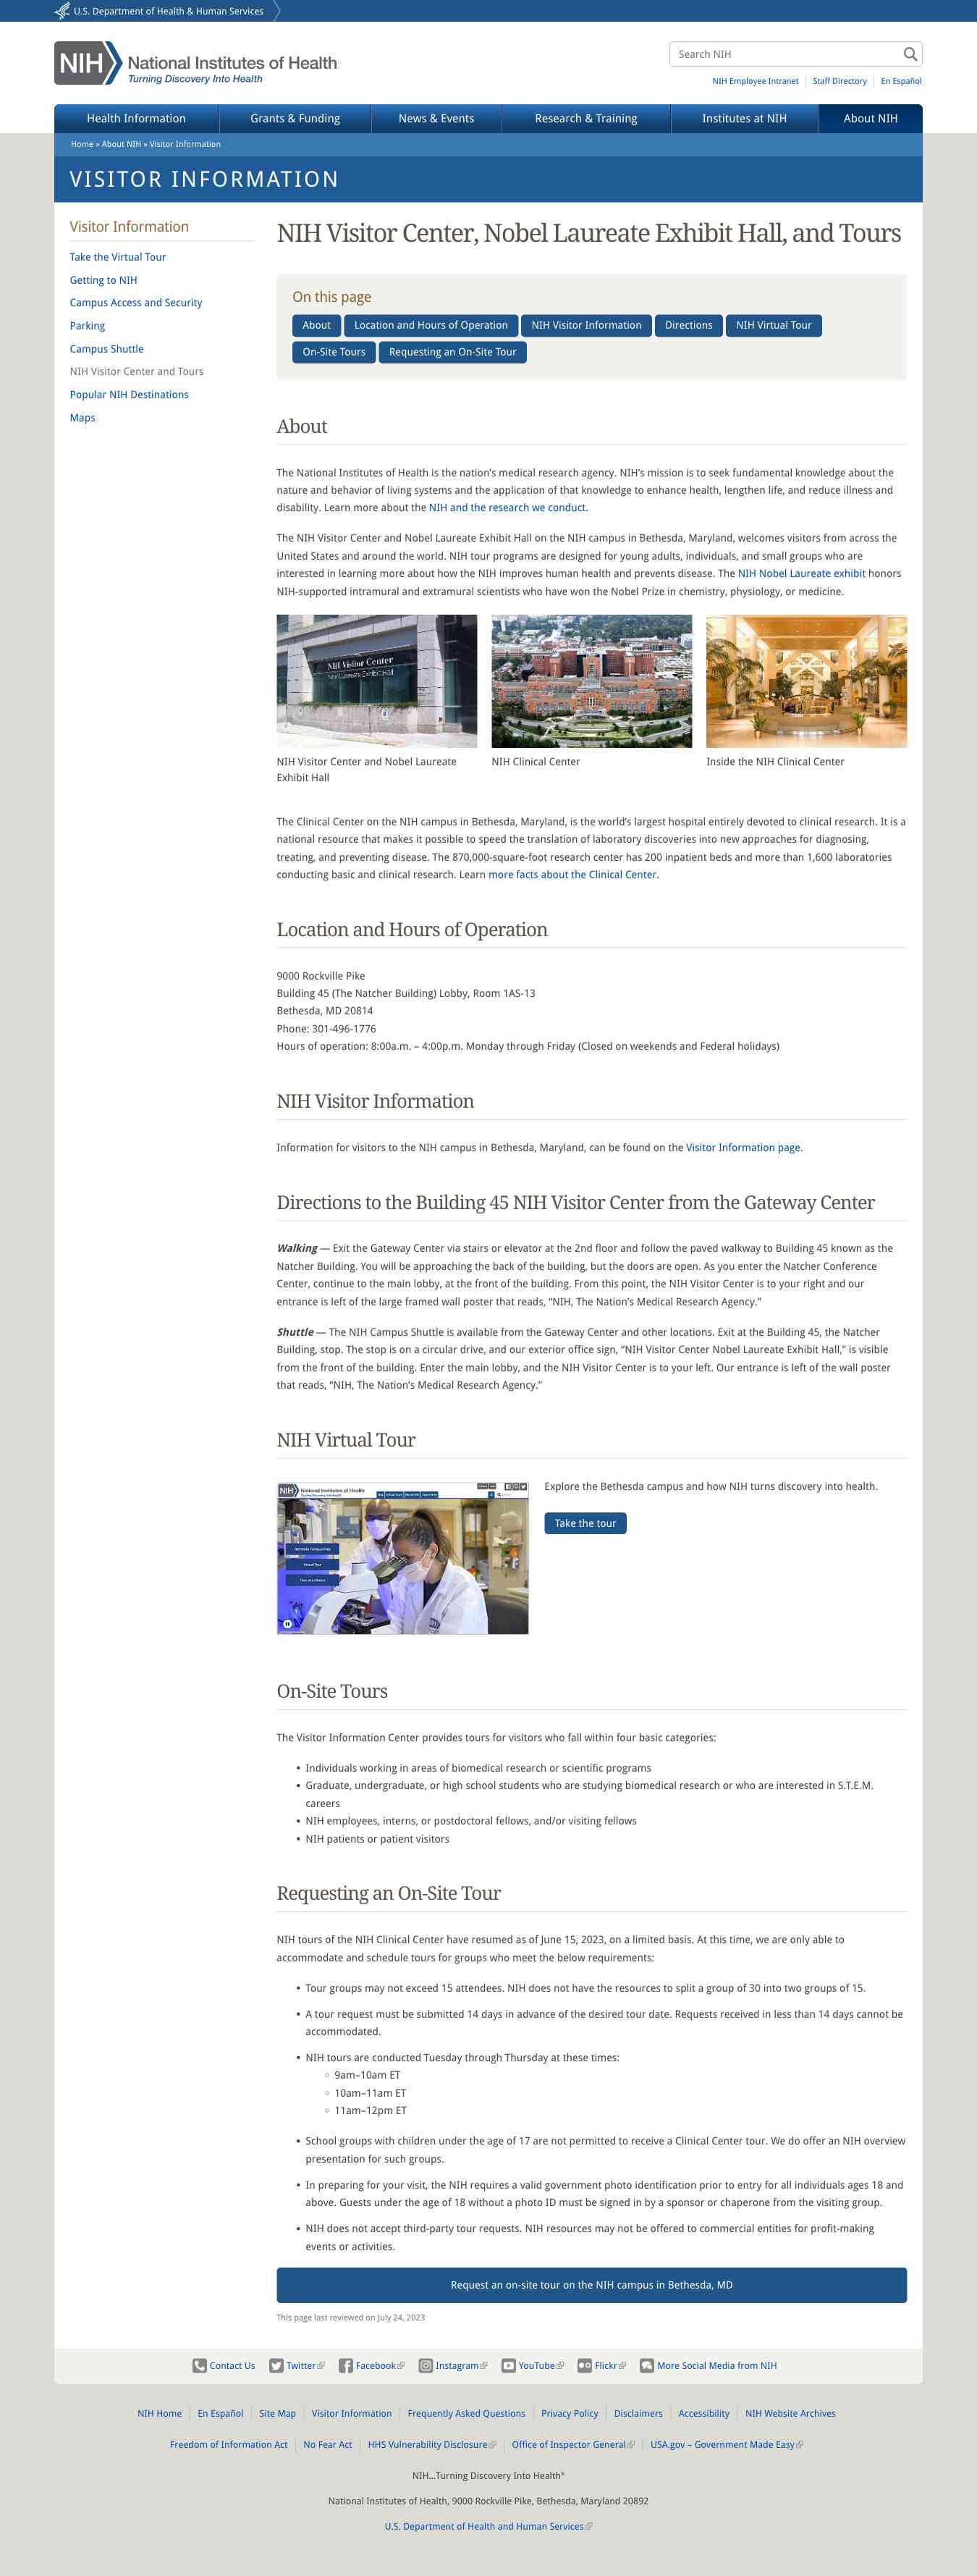 U.S. Department of Health & Human Services
NIH National Institutes of Health
Turning Discovery Into Health
Search NIH
NIH Employee Intranet
Staff Directory
En Español
Health Information
Grants & Funding
News & Events
Research & Training
Institutes at NIH
About NIH
Home » About NIH » Visitor Information
VISITOR INFORMATION
Visitor Information
Take the Virtual Tour
Getting to NIH
Campus Access and Security
Parking
Campus Shuttle
NIH Visitor Center and Tours
Popular NIH Destinations
Maps
NIH Visitor Center, Nobel Laureate Exhibit Hall, and Tours
On this page
About
Location and Hours of Operation
NIH Visitor Information
Directions
NIH Virtual Tour
On-Site Tours
Requesting an On-Site Tour
About
The National Institutes of Health is the nation’s medical research agency. NIH’s mission is to seek fundamental knowledge about the
nature and behavior of living systems and the application of that knowledge to enhance health, lengthen life, and reduce illness and
disability. Learn more about the NIH and the research we conduct.
The NIH Visitor Center and Nobel Laureate Exhibit Hall on the NIH campus in Bethesda, Maryland, welcomes visitors from across the
United States and around the world. NIH tour programs are designed for young adults, individuals, and small groups who are
interested in learning more about how the NIH improves human health and prevents disease. The NIH Nobel Laureate exhibit honors
NIH-supported intramural and extramural scientists who have won the Nobel Prize in chemistry, physiology, or medicine.
NIH Visitor Center
Nobel Laureate Exhibit Hall
NIH Visitor Center and Nobel Laureate
Exhibit Hall
NIH Clinical Center
Inside the NIH Clinical Center
The Clinical Center on the NIH campus in Bethesda, Maryland, is the world’s largest hospital entirely devoted to clinical research. It is a
national resource that makes it possible to speed the translation of laboratory discoveries into new approaches for diagnosing,
treating, and preventing disease. The 870,000-square-foot research center has 200 inpatient beds and more than 1,600 laboratories
conducting basic and clinical research. Learn more facts about the Clinical Center.
Location and Hours of Operation
9000 Rockville Pike
Building 45 (The Natcher Building) Lobby, Room 1AS-13
Bethesda, MD 20814
Phone: 301-496-1776
Hours of operation: 8:00a.m. – 4:00p.m. Monday through Friday (Closed on weekends and Federal holidays)
NIH Visitor Information
Information for visitors to the NIH campus in Bethesda, Maryland, can be found on the Visitor Information page.
Directions to the Building 45 NIH Visitor Center from the Gateway Center
Walking — Exit the Gateway Center via stairs or elevator at the 2nd floor and follow the paved walkway to Building 45 known as the
Natcher Building. You will be approaching the back of the building, but the doors are open. As you enter the Natcher Conference
Center, continue to the main lobby, at the front of the building. From this point, the NIH Visitor Center is to your right and our
entrance is left of the large framed wall poster that reads, “NIH, The Nation’s Medical Research Agency.”
Shuttle — The NIH Campus Shuttle is available from the Gateway Center and other locations. Exit at the Building 45, the Natcher
Building, stop. The stop is on a circular drive, and our exterior office sign, “NIH Visitor Center Nobel Laureate Exhibit Hall,” is visible
from the front of the building. Enter the main lobby, and the NIH Visitor Center is to your left. Our entrance is left of the wall poster
that reads, “NIH, The Nation’s Medical Research Agency.”
NIH Virtual Tour
NIH National Institutes of Health
Bethesda Campus Map
Virtual Tour
Explore the Bethesda campus and how NIH turns discovery into health.
Take the tour
On-Site Tours
The Visitor Information Center provides tours for visitors who fall within four basic categories:
• Individuals working in areas of biomedical research or scientific programs
• Graduate, undergraduate, or high school students who are studying biomedical research or who are interested in S.T.E.M.
careers
• NIH employees, interns, or postdoctoral fellows, and/or visiting fellows
• NIH patients or patient visitors
Requesting an On-Site Tour
NIH tours of the NIH Clinical Center have resumed as of June 15, 2023, on a limited basis. At this time, we are only able to
accommodate and schedule tours for groups who meet the below requirements:
• Tour groups may not exceed 15 attendees. NIH does not have the resources to split a group of 30 into two groups of 15.
• A tour request must be submitted 14 days in advance of the desired tour date. Requests received in less than 14 days cannot be
accommodated.
• NIH tours are conducted Tuesday through Thursday at these times:
◦ 9am–10am ET
◦ 10am–11am ET
◦ 11am–12pm ET
• School groups with children under the age of 17 are not permitted to receive a Clinical Center tour. We do offer an NIH overview
presentation for such groups.
• In preparing for your visit, the NIH requires a valid government photo identification prior to entry for all individuals ages 18 and
above. Guests under the age of 18 without a photo ID must be signed in by a sponsor or chaperone from the visiting group.
• NIH does not accept third-party tour requests. NIH resources may not be offered to commercial entities for profit-making
events or activities.
Request an on-site tour on the NIH campus in Bethesda, MD
This page last reviewed on July 24, 2023
Contact Us
Twitter
Facebook
Instagram
YouTube
Flickr
More Social Media from NIH
NIH Home
En Español
Site Map
Visitor Information
Frequently Asked Questions
Privacy Policy
Disclaimers
Accessibility
NIH Website Archives
Freedom of Information Act
No Fear Act
HHS Vulnerability Disclosure
Office of Inspector General
USA.gov – Government Made Easy
NIH…Turning Discovery Into Health®
National Institutes of Health, 9000 Rockville Pike, Bethesda, Maryland 20892
U.S. Department of Health and Human Services